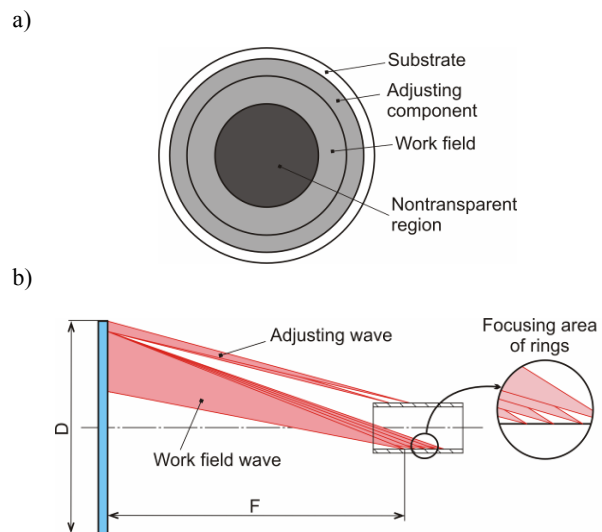 a)
Substrate
Adjusting
component
Work field
Nontransparent
region
b)
Adjusting wave
Focusing area
of rings
D
Work field wave
F